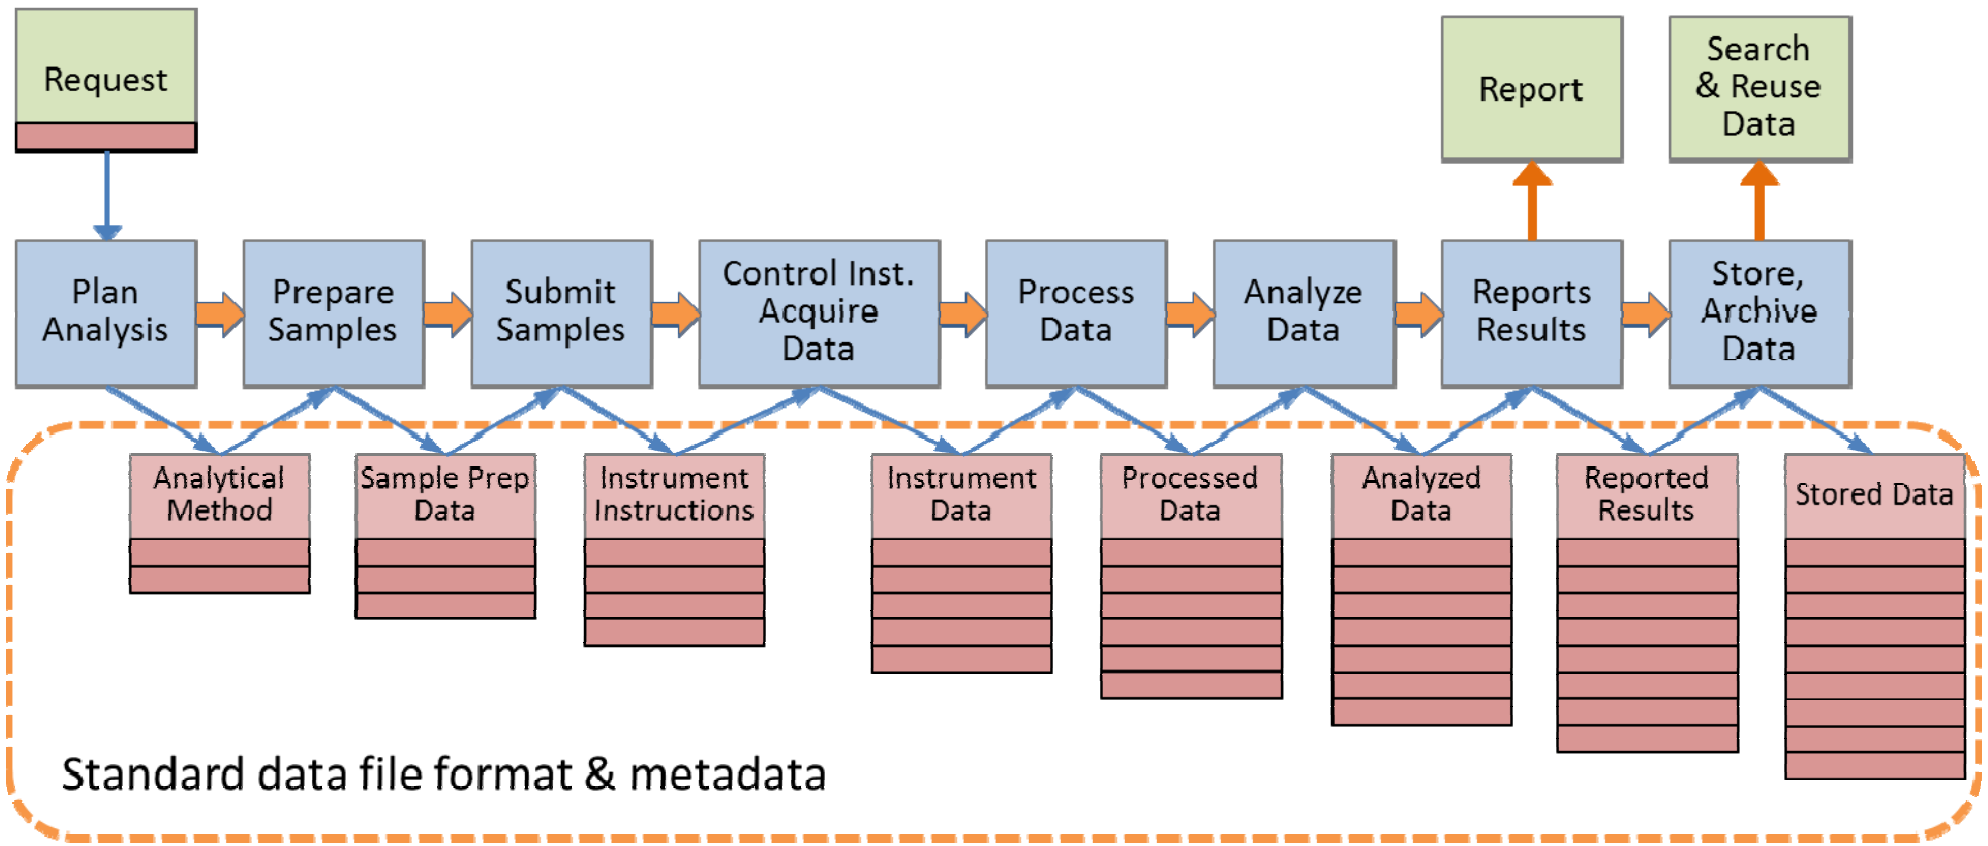 Request
Report
Search
& Reuse
Data
Plan
Analysis
Prepare
Samples
Submit
Samples
Control Inst.
Acquire
Data
Process
Data
Analyze
Data
Reports
Results
Store,
Archive
Data
Analytical
Method
Sample Prep
Data
Instrument
Instructions
Instrument
Data
Processed
Data
Analyzed
Data
Reported
Results
Stored Data
Standard data file format & metadata